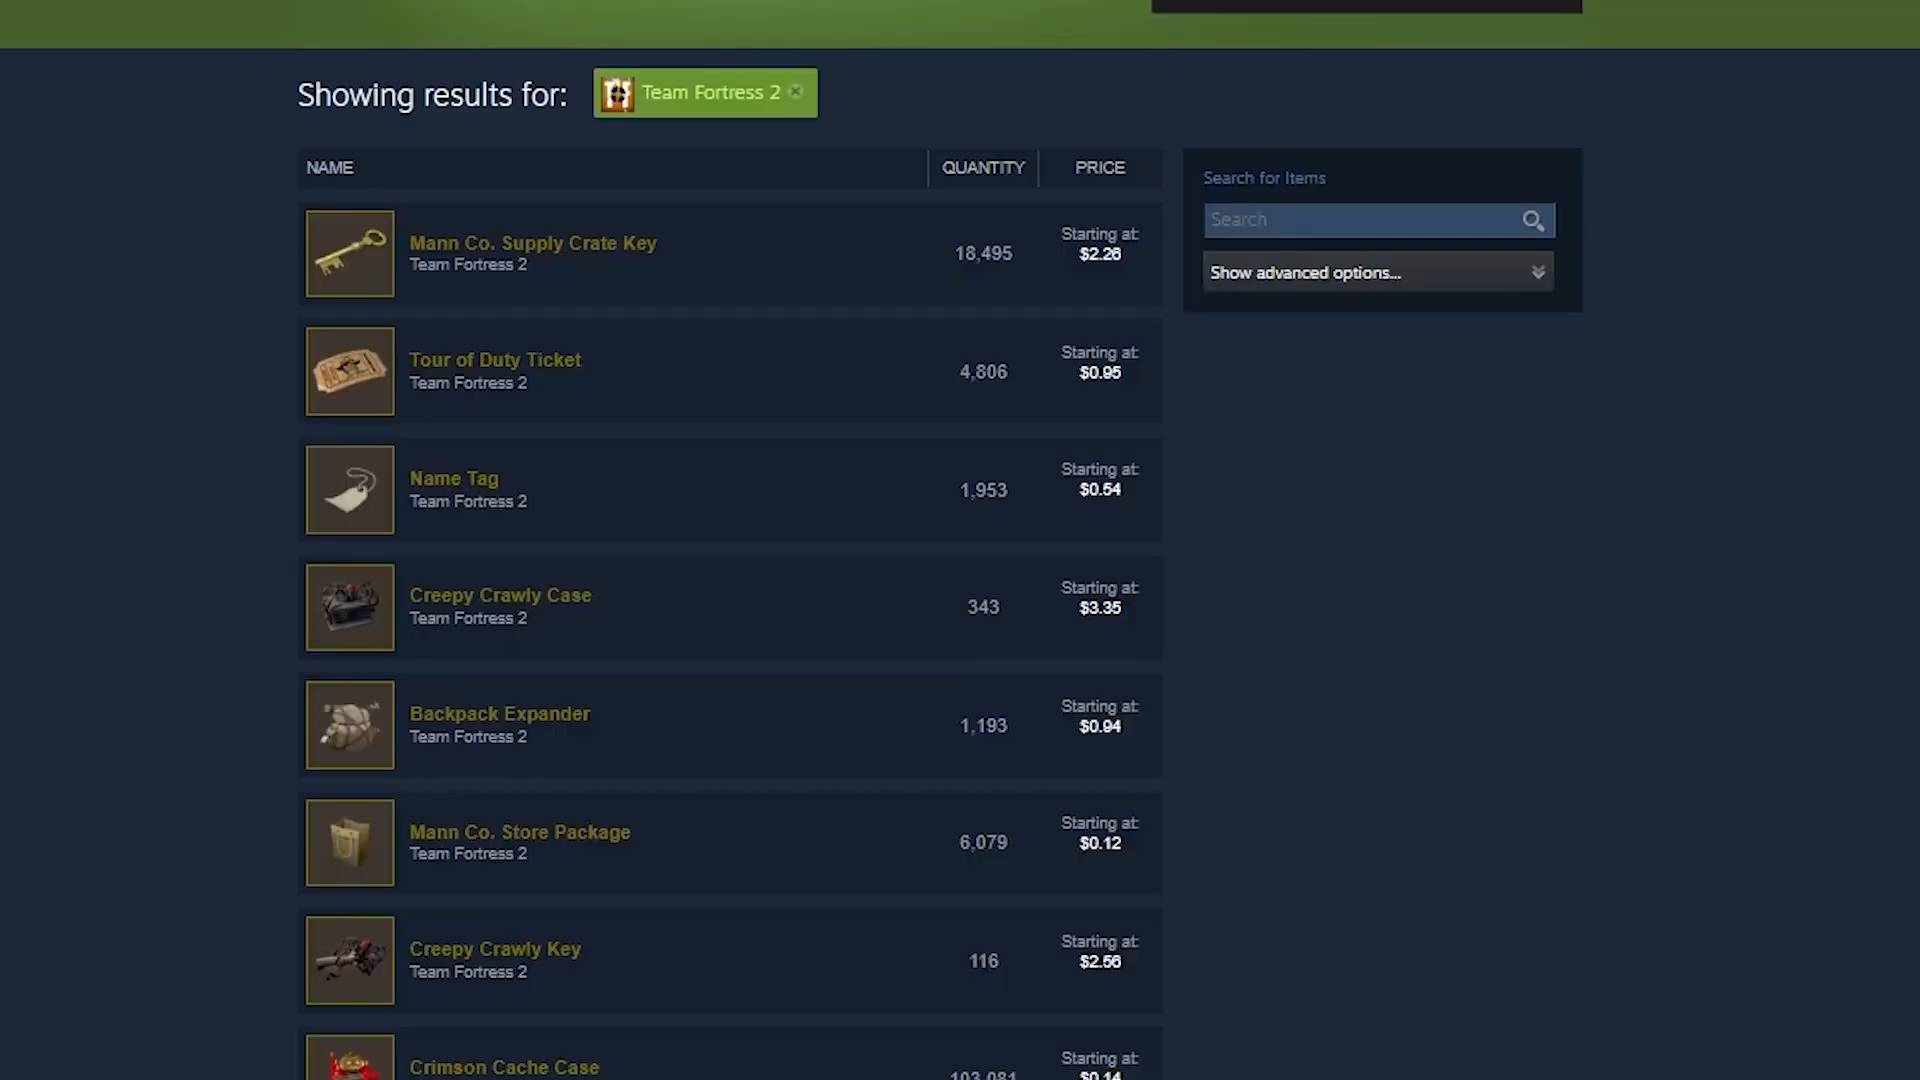 Showing results for: Team Fortress 2
NAME QUANTITY PRICE
Search for Items
Search
Show advanced options...
Mann Co. Supply Crate Key
Team Fortress 2
18,495
Starting at:
$2.26
Tour of Duty Ticket
Team Fortress 2
4,806
Starting at:
$0.95
Name Tag
Team Fortress 2
1,953
Starting at:
$0.54
Creepy Crawly Case
Team Fortress 2
343
Starting at:
$3.35
Backpack Expander
Team Fortress 2
1,193
Starting at:
$0.94
Mann Co. Store Package
Team Fortress 2
6,079
Starting at:
$0.12
Creepy Crawly Key
Team Fortress 2
116
Starting at:
$2.56
Crimson Cache Case
103,081
Starting at:
$0.14